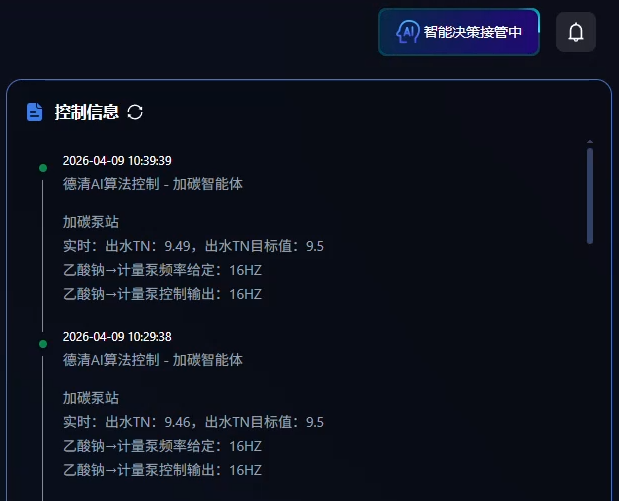 AI 智能决策接管中
控制信息
2026-04-09 10:39:39
德清AI算法控制 - 加碳智能体
加碳泵站
实时：出水TN：9.49，出水TN目标值：9.5
乙酸钠→计量泵频率给定：16HZ
乙酸钠→计量泵控制输出：16HZ
2026-04-09 10:29:38
德清AI算法控制 - 加碳智能体
加碳泵站
实时：出水TN：9.46，出水TN目标值：9.5
乙酸钠→计量泵频率给定：16HZ
乙酸钠→计量泵控制输出：16HZ